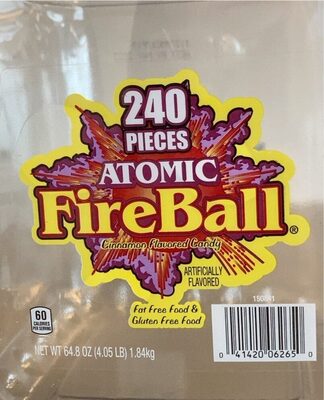 240
PIECES
ATOMIC
FireBall®
Cinnamon Flavored Candy
ARTIFICIALLY
FLAVORED
Fat Free Food &
Gluten Free Food
60
CALORIES
PER SERVING
NET WT 64.8 OZ (4.05 LB) 1.84kg
0 41420 06265 0